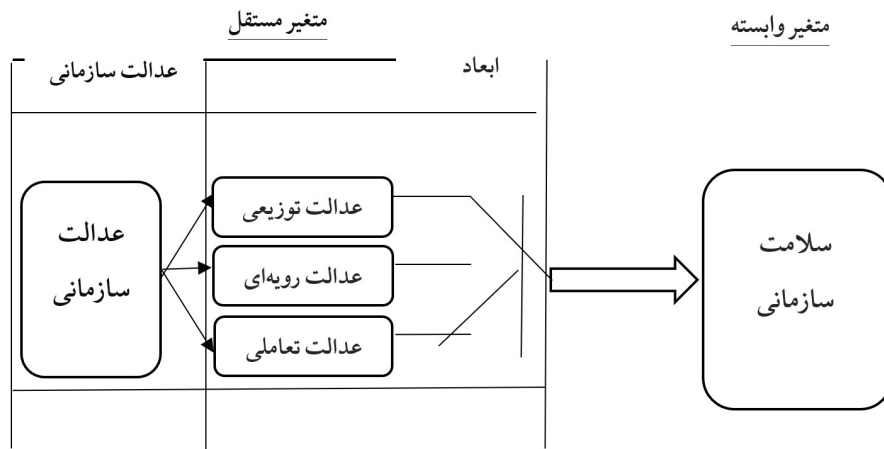 متغیر وابسته
متغیر مستقل
ابعاد
عدالت سازمانی
عدالت
سازمانی
عدالت توزیعی
عدالت رویه‌ای
عدالت تعاملی
سلامت
سازمانی